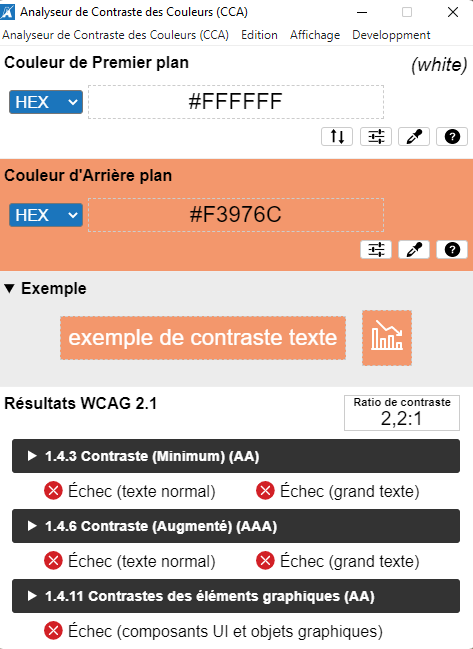 Analyseur de Contraste des Couleurs (CCA)
Analyseur de Contraste des Couleurs (CCA) Edition Affichage Developpment
Couleur de Premier plan
(white)
HEX
#FFFFFF
Couleur d'Arrière plan
HEX
#F3976C
Exemple
exemple de contraste texte
Résultats WCAG 2.1
Ratio de contraste
2,2:1
1.4.3 Contraste (Minimum) (AA)
Échec (texte normal) Échec (grand texte)
1.4.6 Contraste (Augmenté) (AAA)
Échec (texte normal) Échec (grand texte)
1.4.11 Contrastes des éléments graphiques (AA)
Échec (composants UI et objets graphiques)